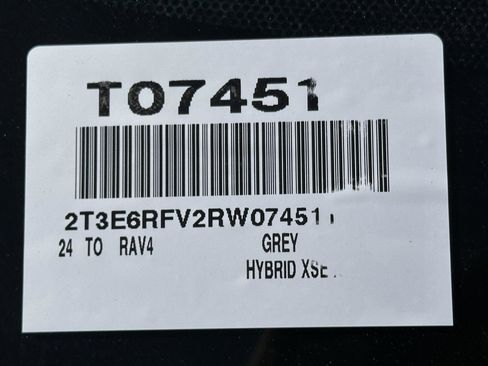 T07451
2T3E6RFV2RW07451
24 TO RAV4 GREY
HYBRID XSE